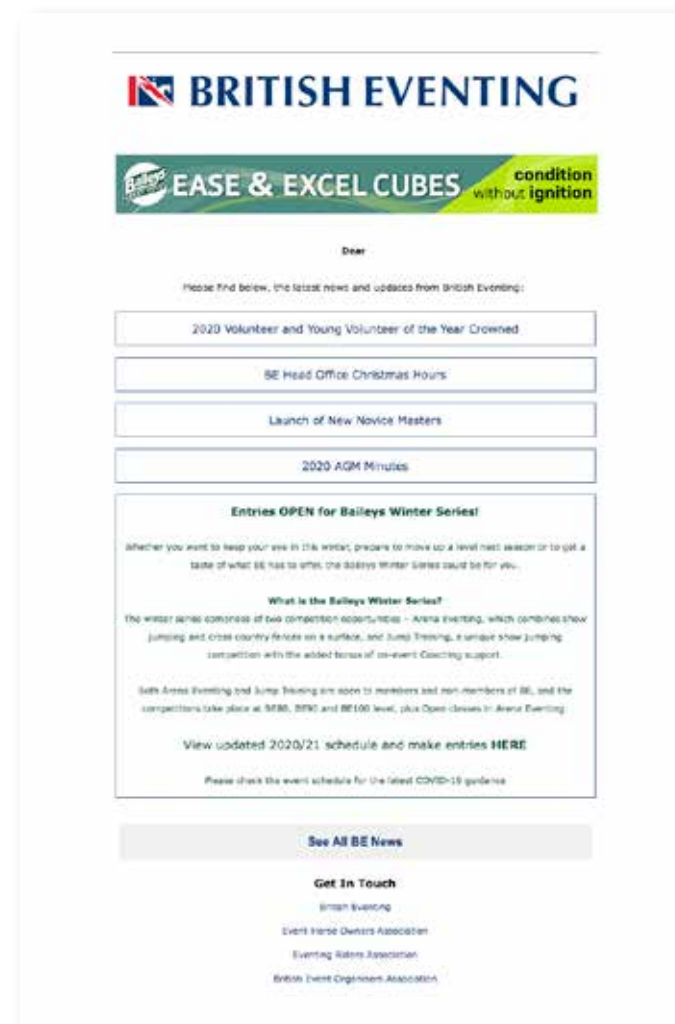 BRITISH EVENTING
Baileys
EASE & EXCEL CUBES
condition
without ignition
Dear
Please find below, the latest news and updates from British Eventing:
2020 Volunteer and Young Volunteer of the Year Crowned
BE Head Office Christmas Hours
Launch of New Novice Masters
2020 AGM Minutes
Entries OPEN for Baileys Winter Series!
Whether you want to keep your eye in this winter, prepare to move up a level next season or to get a
taste of what BE has to offer, the Baileys Winter Series could be for you.
What is the Baileys Winter Series?
The winter series comprises of two competition opportunities – Arena Eventing, which combines show
jumping and cross country fences on a surface, and Jump Training, a unique show jumping
competition with the added bonus of on-event Coaching support.
Both Arena Eventing and Jump Training are open to members and non-members of BE, and the
competitions take place at BE80, BE90 and BE100 level, plus Open classes in Arena Eventing
View updated 2020/21 schedule and make entries HERE
Please check the event schedule for the latest COVID-19 guidance
See All BE News
Get In Touch
British Eventing
Event Horse Owners Association
Eventing Riders Association
British Event Organisers Association